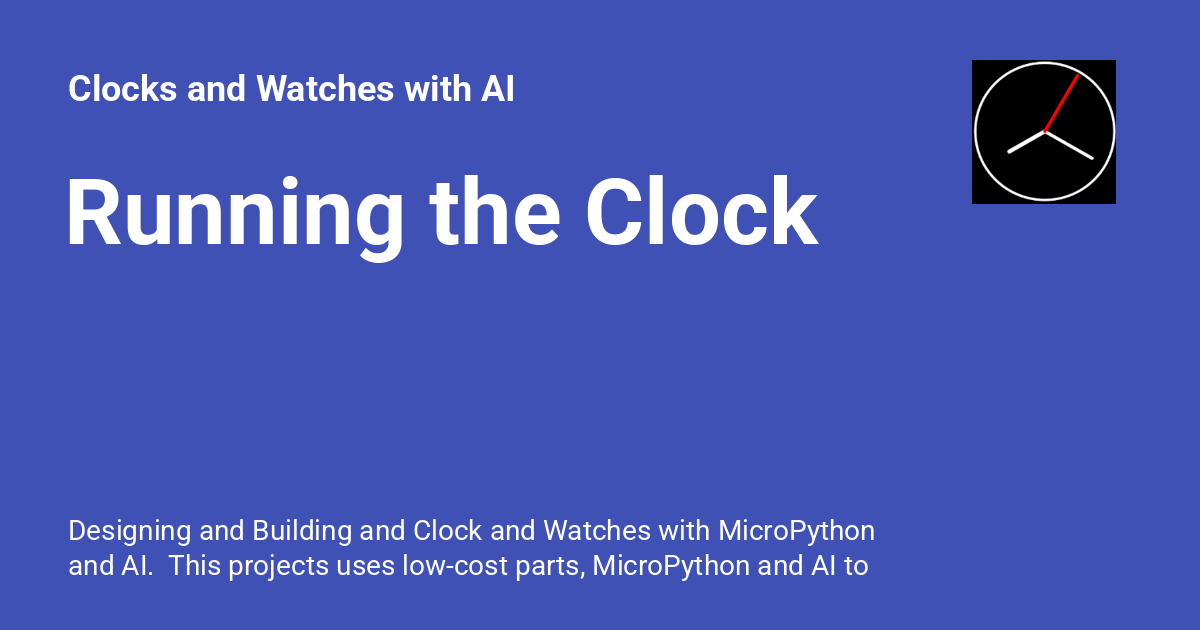 Clocks and Watches with AI
Running the Clock
Designing and Building and Clock and Watches with MicroPython
and AI.  This projects uses low-cost parts, MicroPython and AI to